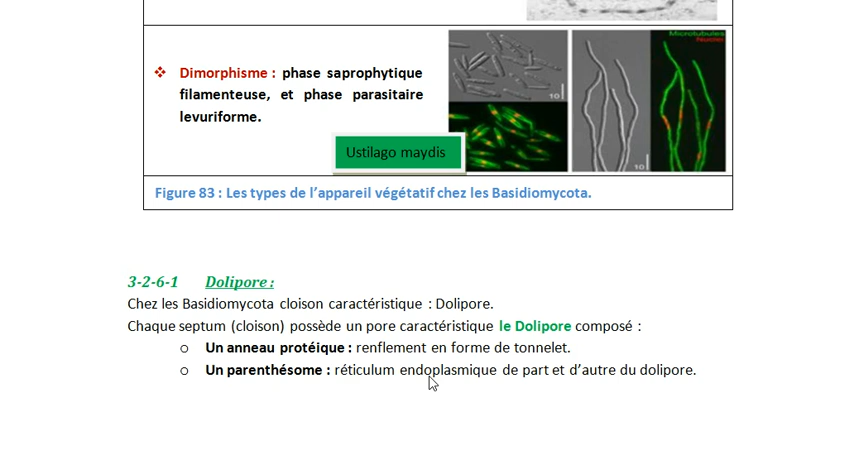 ❖ Dimorphisme : phase saprophytique
filamenteuse, et phase parasitaire
levuriforme.
Ustilago maydis
10
10
Microtubules
Nuclei
Figure 83 : Les types de l’appareil végétatif chez les Basidiomycota.
3-2-6-1 Dolipore :
Chez les Basidiomycota cloison caractéristique : Dolipore.
Chaque septum (cloison) possède un pore caractéristique le Dolipore composé :
o Un anneau protéique : renflement en forme de tonnelet.
o Un parenthésome : réticulum endoplasmique de part et d’autre du dolipore.